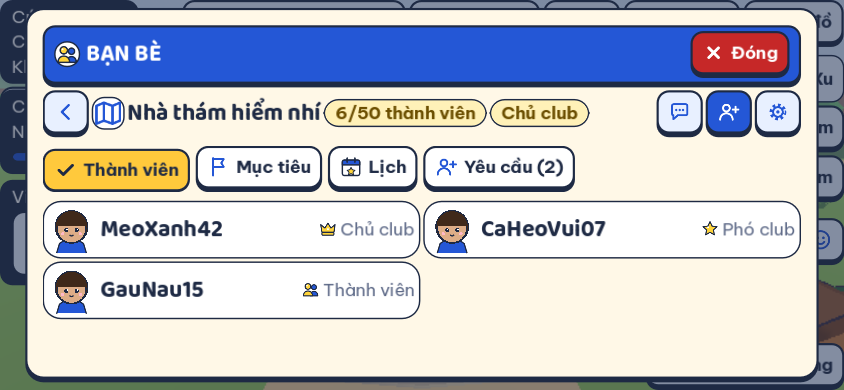 BẠN BÈ
Đóng
Nhà thám hiểm nhí 6/50 thành viên Chủ club
Thành viên Mục tiêu Lịch Yêu cầu (2)
MeoXanh42 Chủ club
CaHeoVui07 Phó club
GauNau15 Thành viên